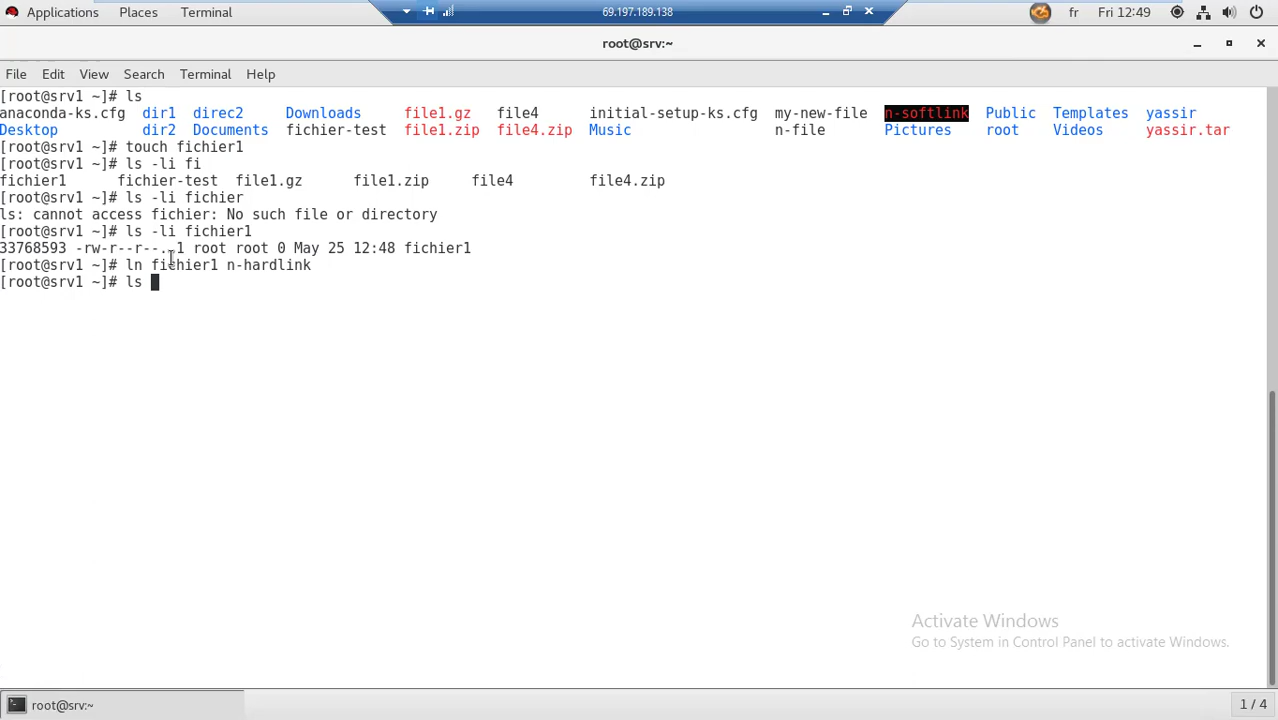 Applications Places Terminal 69.197.189.138 fr Fri 12:49
root@srv:~
File Edit View Search Terminal Help
[root@srv1 ~]# ls
anaconda-ks.cfg dir1 direc2 Downloads file1.gz file4 initial-setup-ks.cfg my-new-file n-softlink Public Templates yassir
Desktop dir2 Documents fichier-test file1.zip file4.zip Music n-file Pictures root Videos yassir.tar
[root@srv1 ~]# touch fichier1
[root@srv1 ~]# ls -li fi
fichier1 fichier-test file1.gz file1.zip file4 file4.zip
[root@srv1 ~]# ls -li fichier
ls: cannot access fichier: No such file or directory
[root@srv1 ~]# ls -li fichier1
33768593 -rw-r--r--. 1 root root 0 May 25 12:48 fichier1
[root@srv1 ~]# ln fichier1 n-hardlink
[root@srv1 ~]# ls
Activate Windows
Go to System in Control Panel to activate Windows.
root@srv:~ 1 / 4